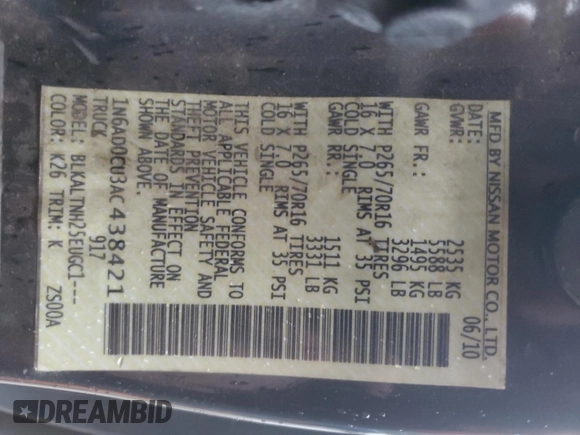 MFD BY NISSAN MOTOR CO., LTD.
DATE: 06/10
GVWR: 2535 KG
5588 LB
GAWR FR.: 1495 KG
3296 LB
WITH P265/70R16 TIRES
16 X 7.0 RIMS AT 35 PSI
COLD SINGLE
GAWR RR.: 1511 KG
3331 LB
WITH P265/70R16 TIRES
16 X 7.0 RIMS AT 35 PSI
COLD SINGLE
THIS VEHICLE CONFORMS TO
ALL APPLICABLE FEDERAL
MOTOR VEHICLE SAFETY AND
THEFT PREVENTION
STANDARDS IN EFFECT ON
THE DATE OF MANUFACTURE
SHOWN ABOVE.
1N6AD0CU3AC438421
TRUCK 917
MODEL: BLKALTNH25EUGCI---
COLOR: K26 TRIM: K ZS00A
DREAMBID